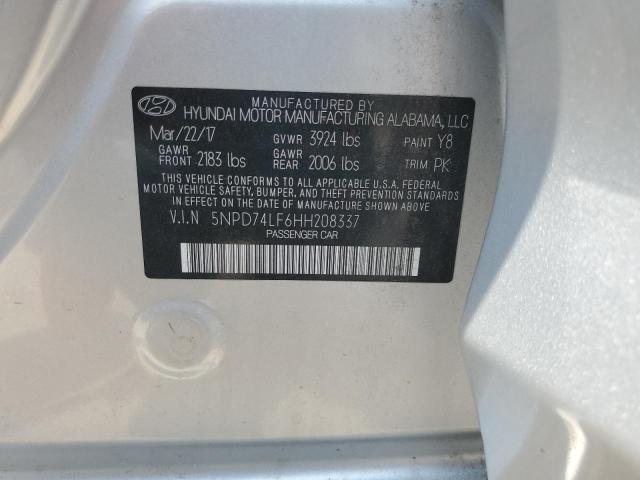 MANUFACTURED BY
HYUNDAI MOTOR MANUFACTURING ALABAMA, LLC
Mar/22/17 GVWR 3924 lbs PAINT Y8
GAWR FRONT 2183 lbs GAWR REAR 2006 lbs TRIM PK
THIS VEHICLE CONFORMS TO ALL APPLICABLE U.S.A. FEDERAL
MOTOR VEHICLE SAFETY, BUMPER, AND THEFT PREVENTION STANDARDS
IN EFFECT ON THE DATE OF MANUFACTURE SHOWN ABOVE.
V.I.N 5NPD74LF6HH208337
PASSENGER CAR